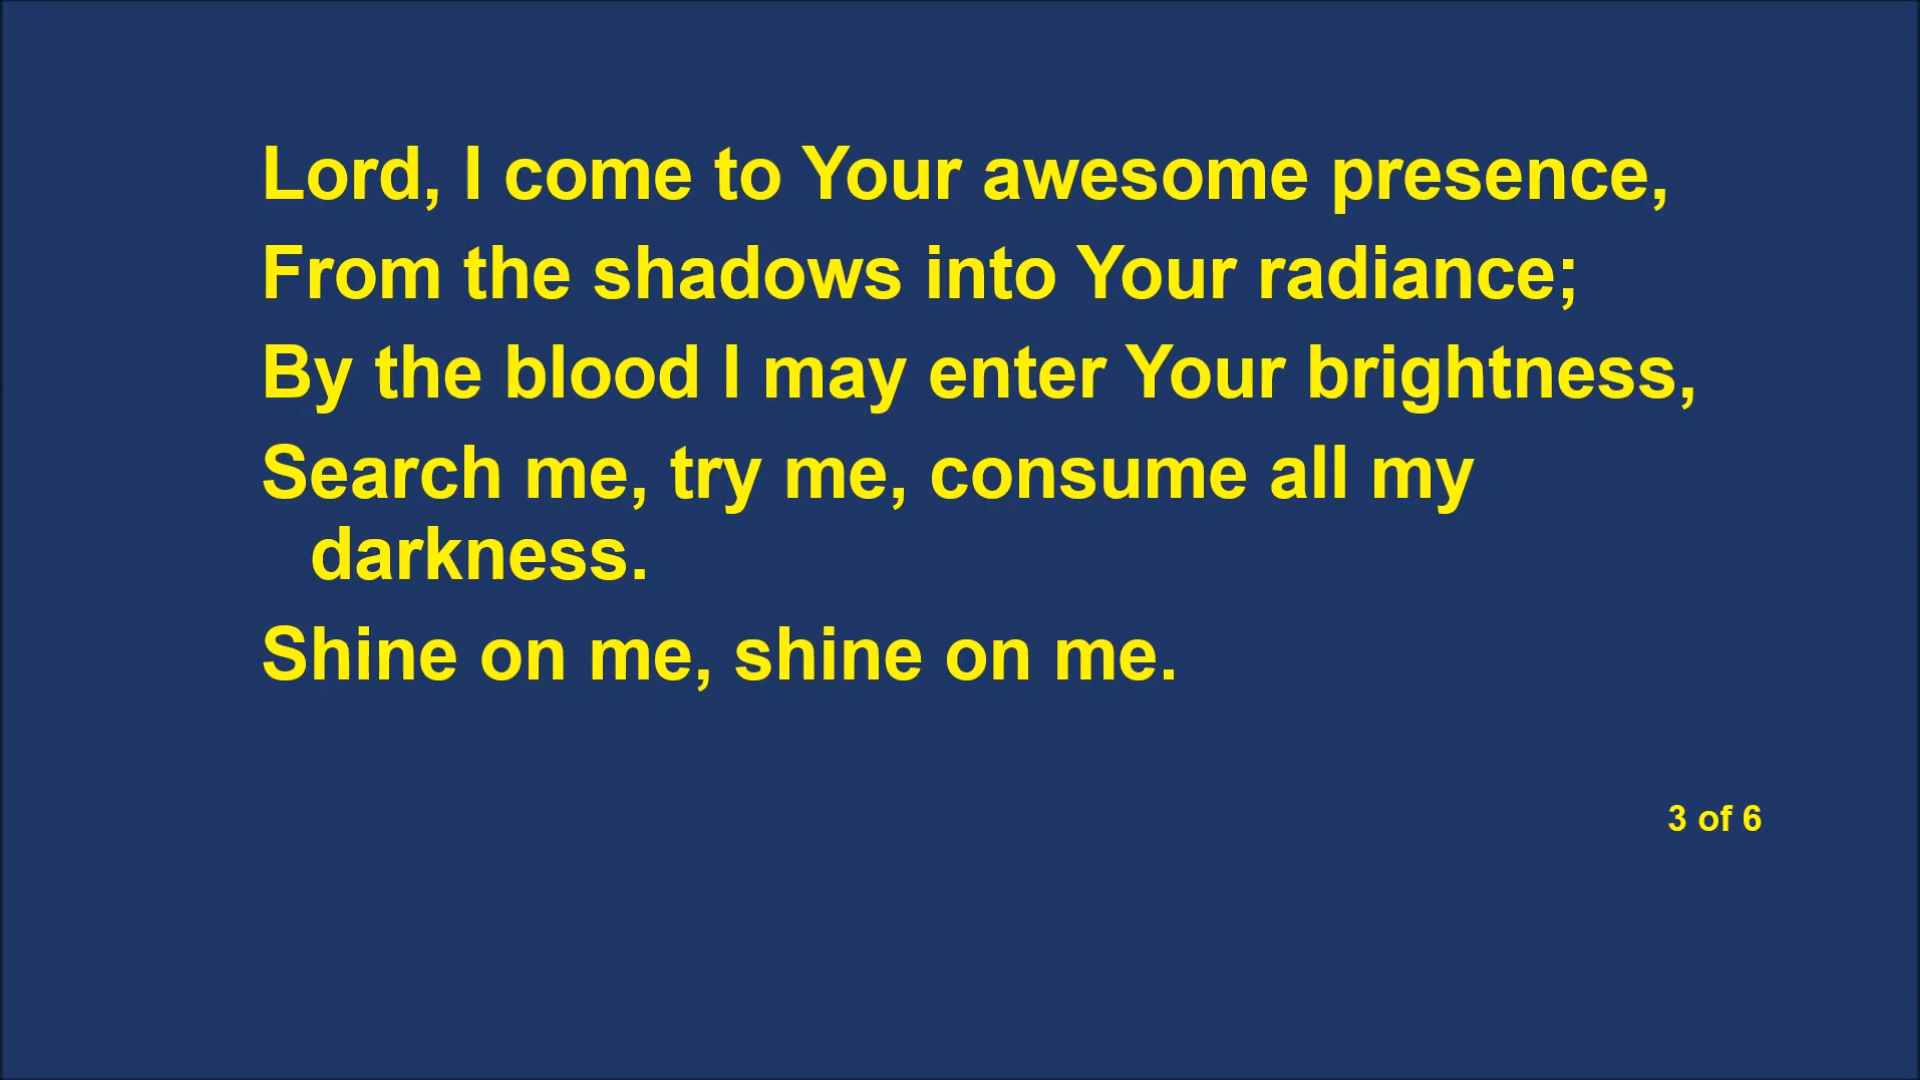 Lord, I come to Your awesome presence,
From the shadows into Your radiance;
By the blood I may enter Your brightness,
Search me, try me, consume all my
darkness.
Shine on me, shine on me.
3 of 6